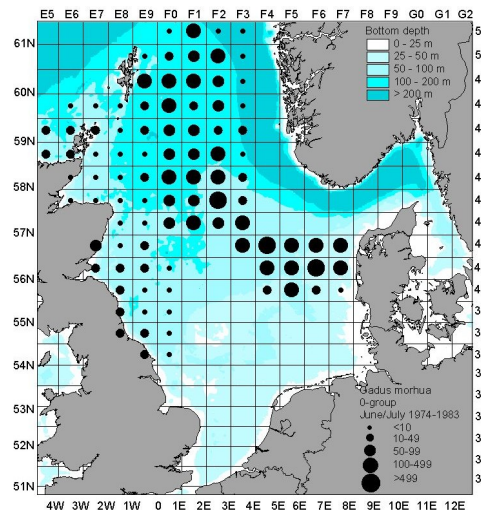 E5 E6 E7 E8 E9 F0 F1 F2 F3 F4 F5 F6 F7 F8 F9 G0 G1 G2
61N
60N
59N
58N
57N
56N
55N
54N
53N
52N
51N
Bottom depth
0 - 25 m
25 - 50 m
50 - 100 m
100 - 200 m
> 200 m
5
5
4
4
4
4
4
4
4
4
4
4
3
3
3
3
3
3
3
3
Gadus morhua
0-group
June/July 1974-1983
<10
10-49
50-99
100-499
>499
4W 3W 2W 1W 0 1E 2E 3E 4E 5E 6E 7E 8E 9E 10E 11E 12E